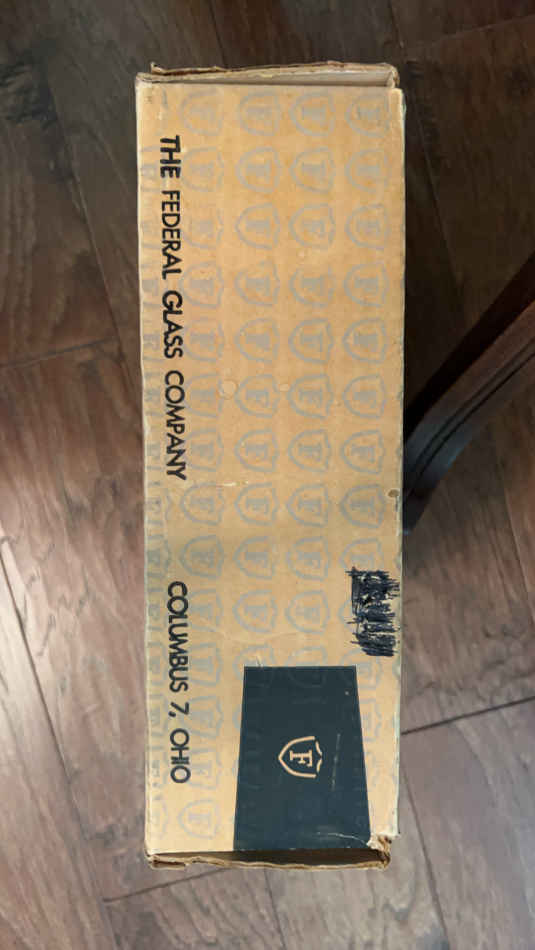 THE FEDERAL GLASS COMPANY COLUMBUS 7, OHIO
F